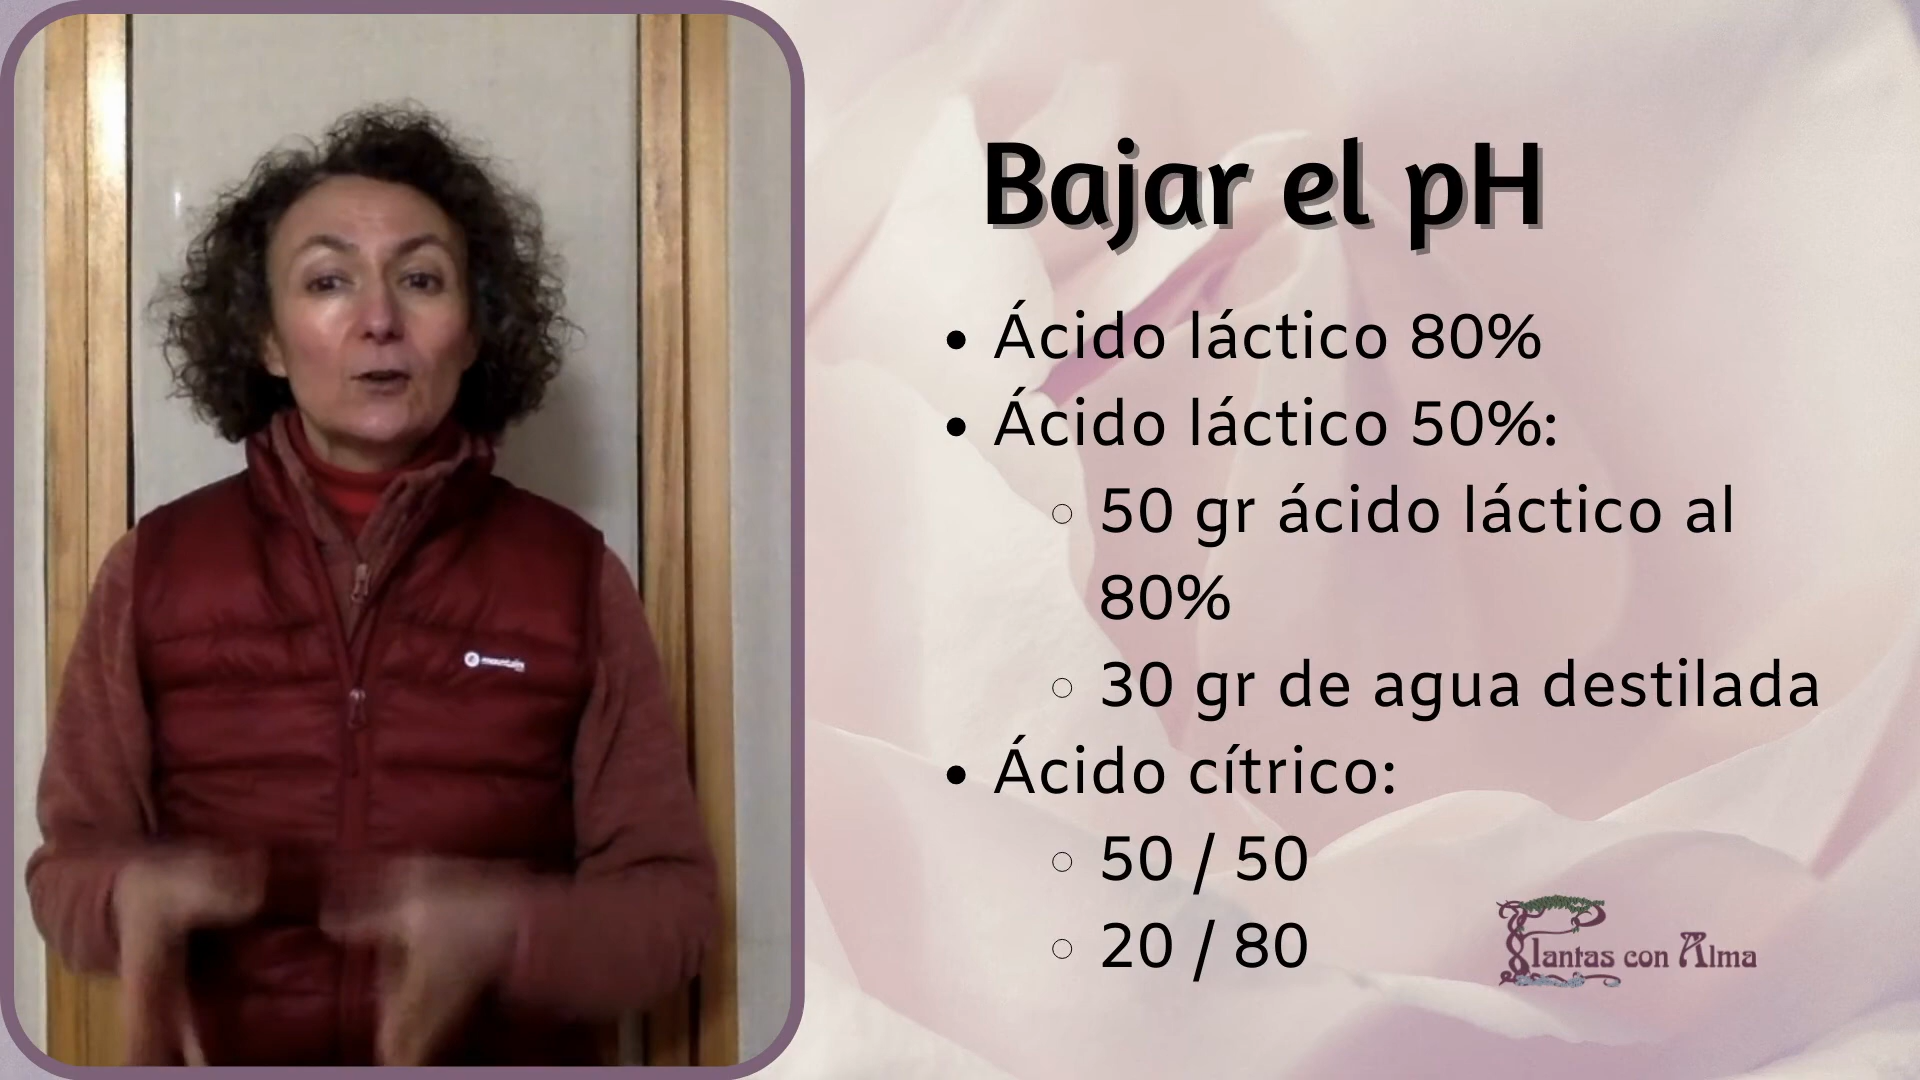 Bajar el pH
• Ácido láctico 80%
• Ácido láctico 50%:
○ 50 gr ácido láctico al
80%
○ 30 gr de agua destilada
• Ácido cítrico:
○ 50 / 50
○ 20 / 80
Plantas con Alma